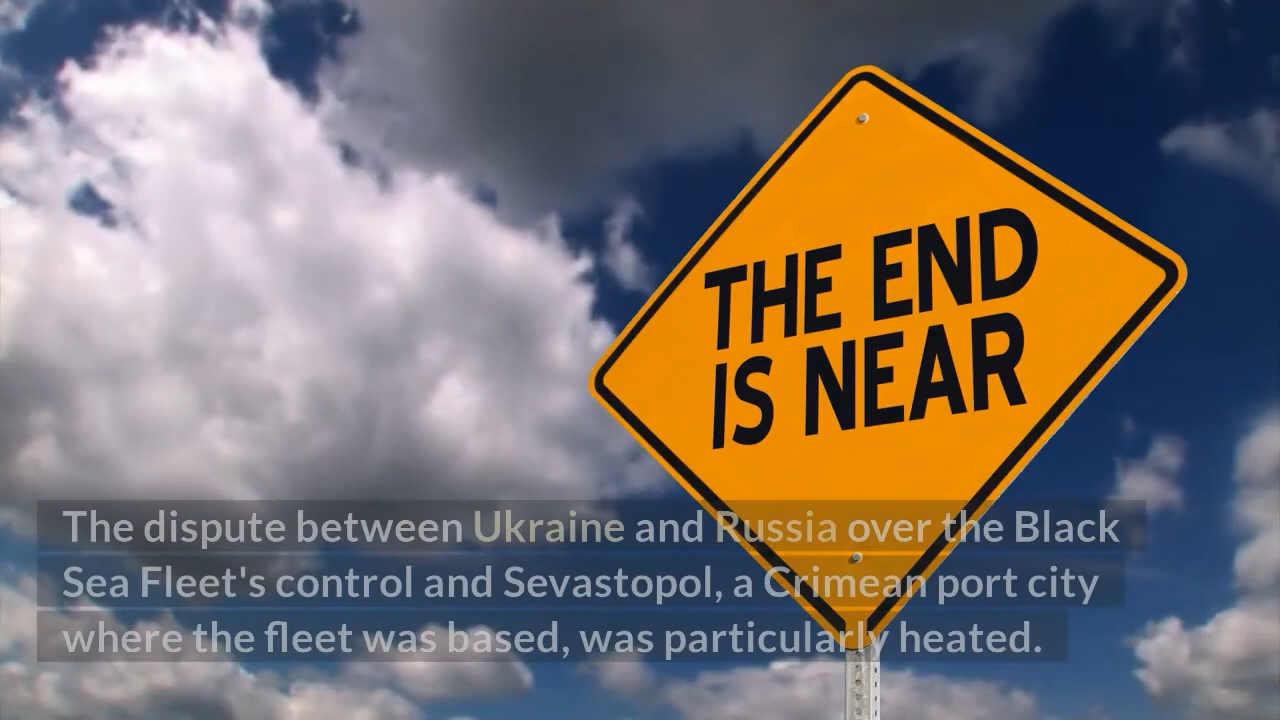 THE END
IS NEAR
The dispute between Ukraine and Russia over the Black
Sea Fleet's control and Sevastopol, a Crimean port city
where the fleet was based, was particularly heated.